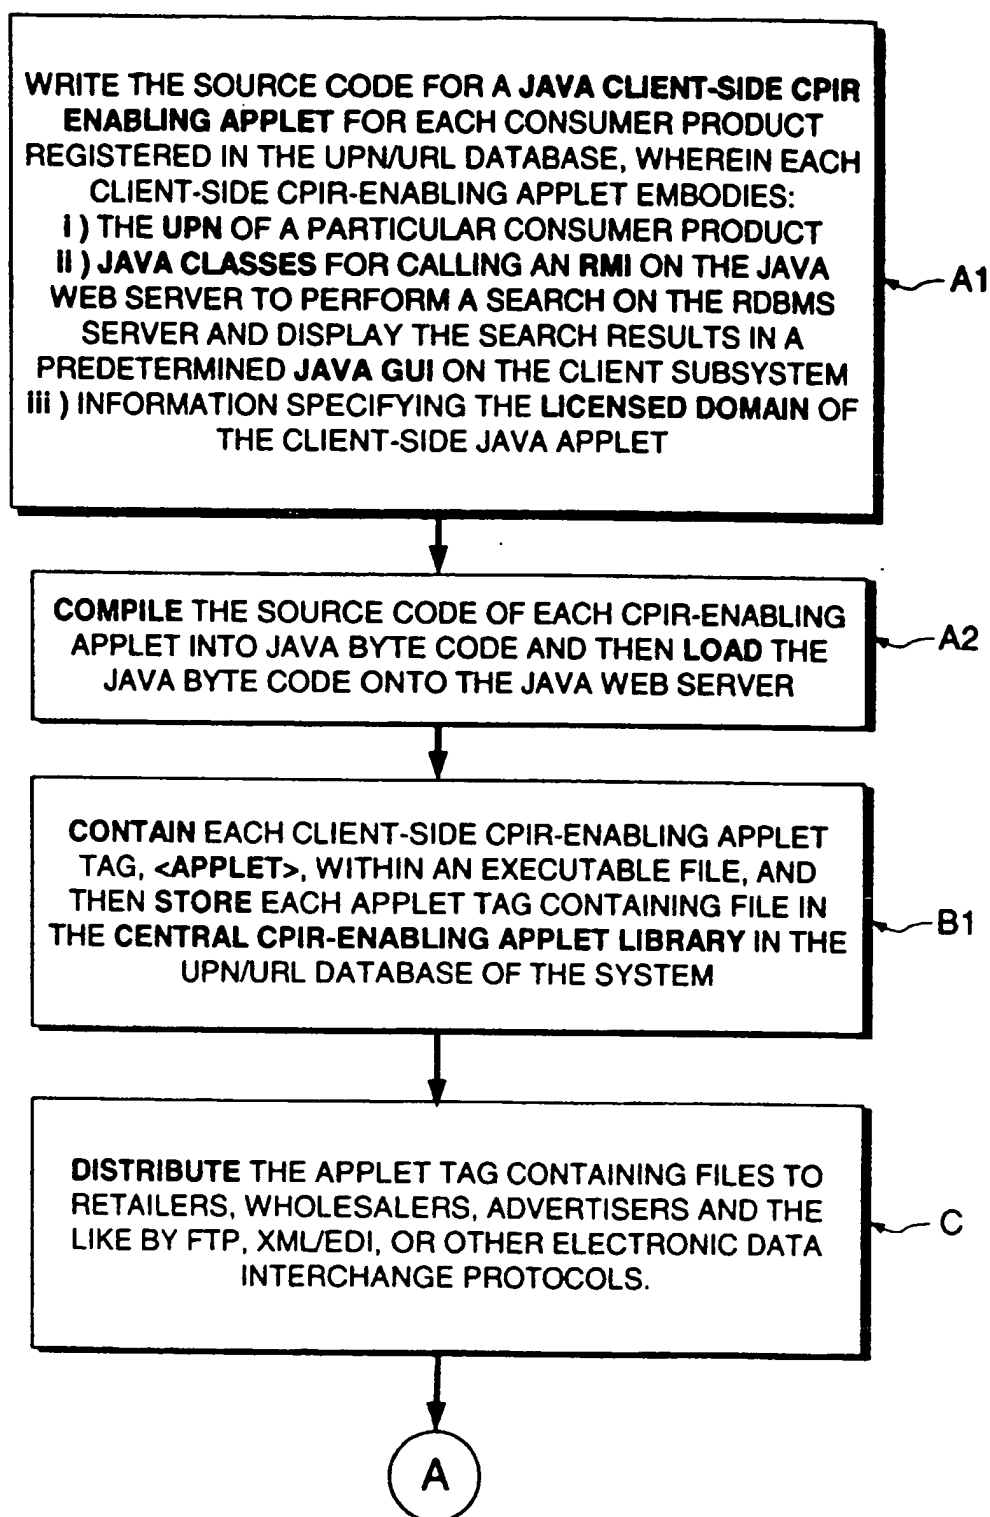 WRITE THE SOURCE CODE FOR A JAVA CLIENT-SIDE CPIR
ENABLING APPLET FOR EACH CONSUMER PRODUCT
REGISTERED IN THE UPN/URL DATABASE, WHEREIN EACH
CLIENT-SIDE CPIR-ENABLING APPLET EMBODIES:
i ) THE UPN OF A PARTICULAR CONSUMER PRODUCT
ii ) JAVA CLASSES FOR CALLING AN RMI ON THE JAVA
WEB SERVER TO PERFORM A SEARCH ON THE RDBMS
SERVER AND DISPLAY THE SEARCH RESULTS IN A
PREDETERMINED JAVA GUI ON THE CLIENT SUBSYSTEM
iii ) INFORMATION SPECIFYING THE LICENSED DOMAIN OF
THE CLIENT-SIDE JAVA APPLET
A1
COMPILE THE SOURCE CODE OF EACH CPIR-ENABLING
APPLET INTO JAVA BYTE CODE AND THEN LOAD THE
JAVA BYTE CODE ONTO THE JAVA WEB SERVER
A2
CONTAIN EACH CLIENT-SIDE CPIR-ENABLING APPLET
TAG, <APPLET>, WITHIN AN EXECUTABLE FILE, AND
THEN STORE EACH APPLET TAG CONTAINING FILE IN
THE CENTRAL CPIR-ENABLING APPLET LIBRARY IN THE
UPN/URL DATABASE OF THE SYSTEM
B1
DISTRIBUTE THE APPLET TAG CONTAINING FILES TO
RETAILERS, WHOLESALERS, ADVERTISERS AND THE
LIKE BY FTP, XML/EDI, OR OTHER ELECTRONIC DATA
INTERCHANGE PROTOCOLS.
C
A